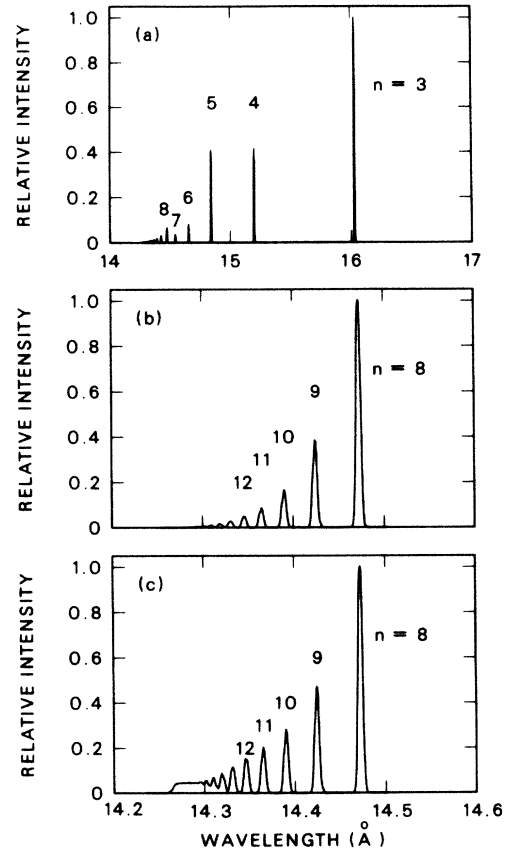 RELATIVE INTENSITY
(a)
1.0
0.8
0.6
0.4
0.2
0
n = 3
5 4
8 7 6
14 15 16 17
RELATIVE INTENSITY
(b)
1.0
0.8
0.6
0.4
0.2
0
n = 8
9
10
11
12
RELATIVE INTENSITY
(c)
1.0
0.8
0.6
0.4
0.2
0
n = 8
9
10
11
12
14.2 14.3 14.4 14.5 14.6
WAVELENGTH (Å)